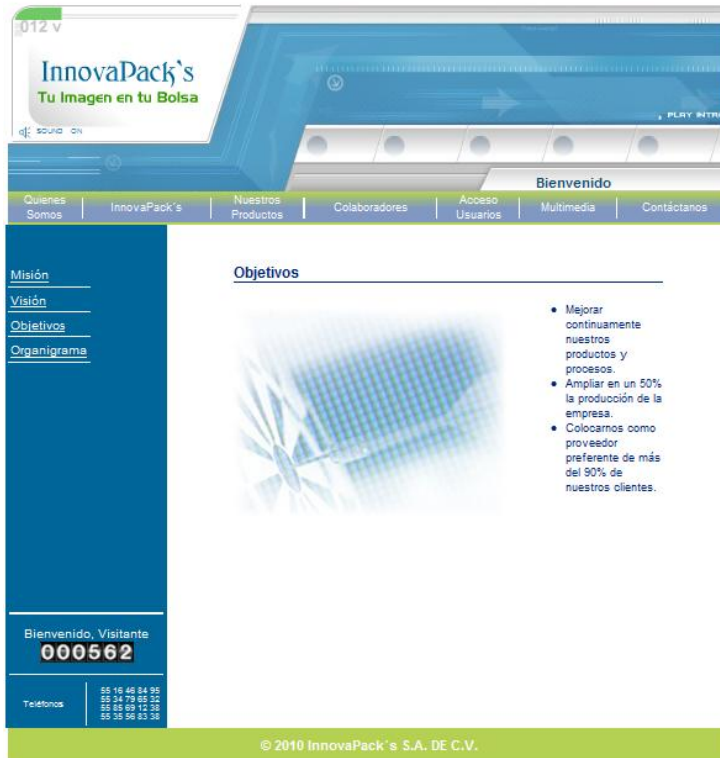 012 v
InnovaPack's
Tu Imagen en tu Bolsa
SOUND ON
PLAY INTR
Bienvenido
Quienes Somos
InnovaPack´s
Nuestros Productos
Colaboradores
Acceso Usuarios
Multimedia
Contáctanos
Misión
Visión
Objetivos
Organigrama
Objetivos
Mejorar
continuamente
nuestros
productos y
procesos.
Ampliar en un 50%
la producción de la
empresa.
Colocarnos como
proveedor
preferente de más
del 90% de
nuestros clientes.
Bienvenido, Visitante
000562
Teléfonos
55 16 46 84 95
55 34 79 65 32
55 85 69 12 38
55 35 56 83 38
© 2010 InnovaPack´s S.A. DE C.V.